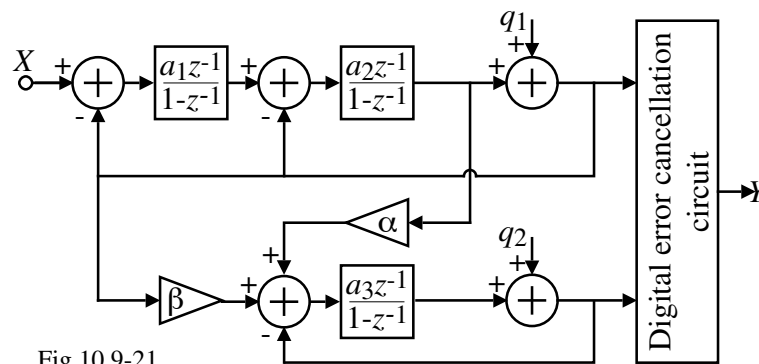 q1
X
+
+
-
a1z-1
1-z-1
+
+
-
a2z-1
1-z-1
+
+
+
α
β
+
+
+
-
a3z-1
1-z-1
q2
+
+
+
Digital error cancellation
circuit
Y
Fig.10.9-21